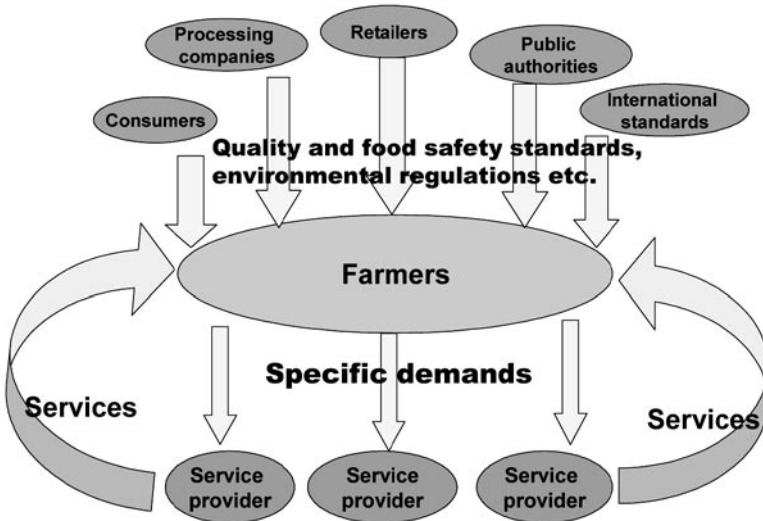 Processing
companies
Retailers
Public
authorities
Consumers
International
standards
Quality and food safety standards,
environmental regulations etc.
Farmers
Specific demands
Services
Services
Service
provider
Service
provider
Service
provider